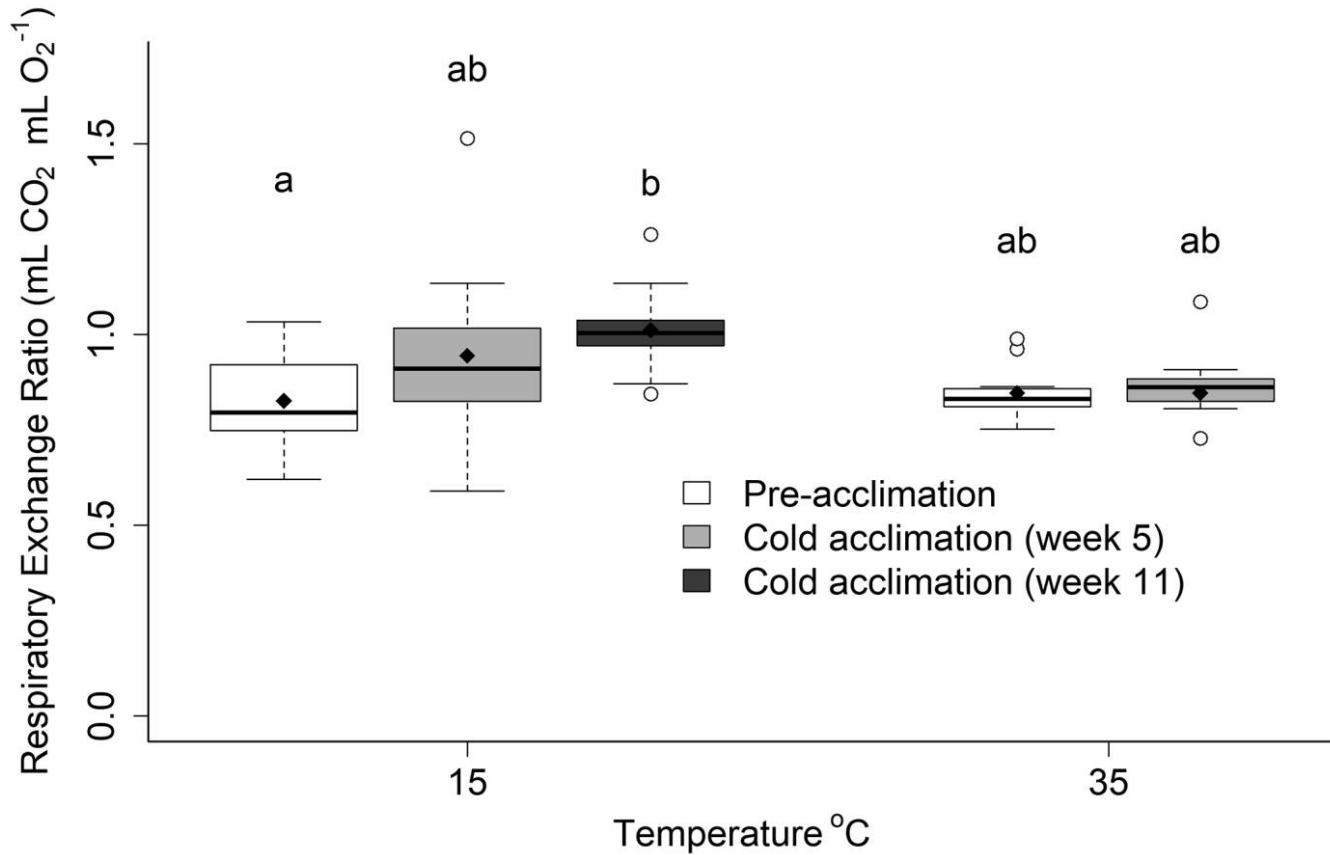 Respiratory Exchange Ratio (mL CO₂ mL O₂⁻¹)
1.5
1.0
0.5
0.0
a
ab
b
ab
ab
Pre-acclimation
Cold acclimation (week 5)
Cold acclimation (week 11)
15
35
Temperature ᵒC